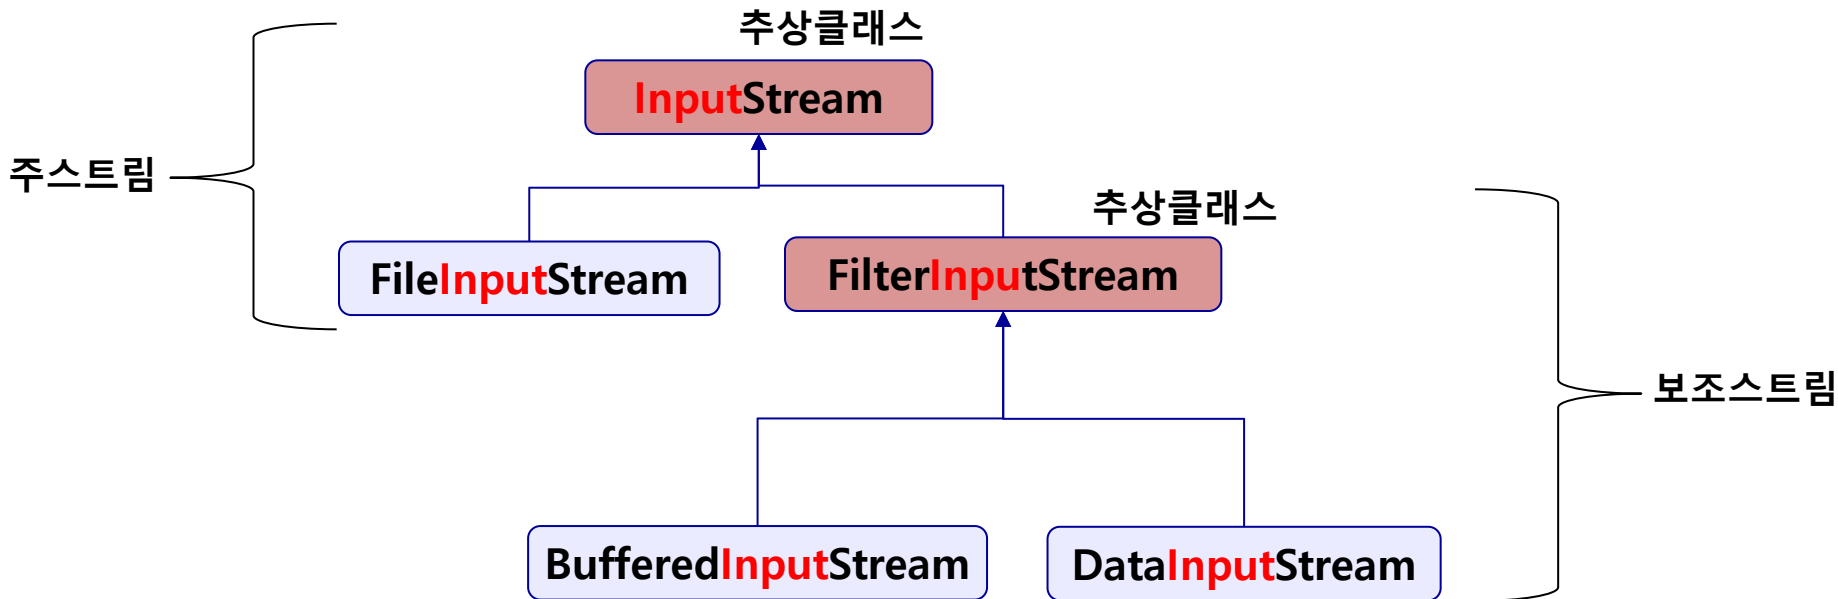 추상클래스
InputStream
주스트림
추상클래스
FileInputStream
FilterInputStream
보조스트림
BufferedInputStream
DataInputStream